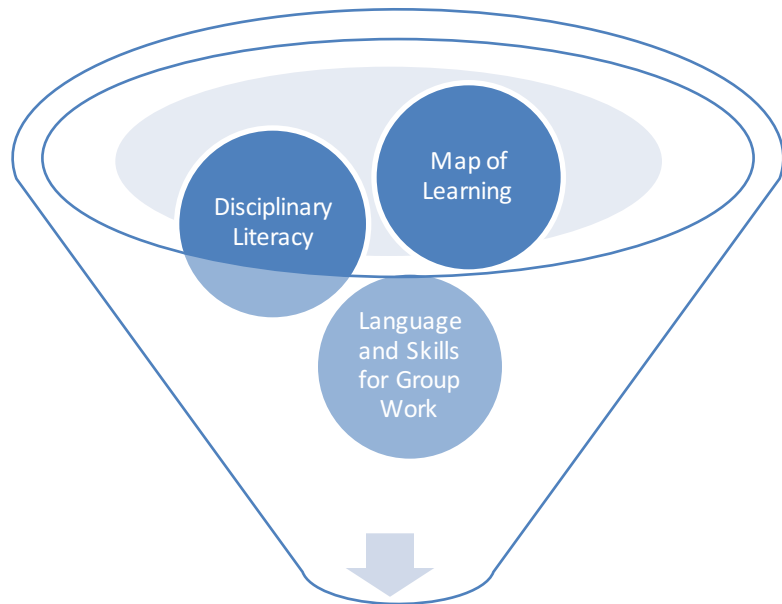 Map of
Learning
Disciplinary
Literacy
Language
and Skills
for Group
Work